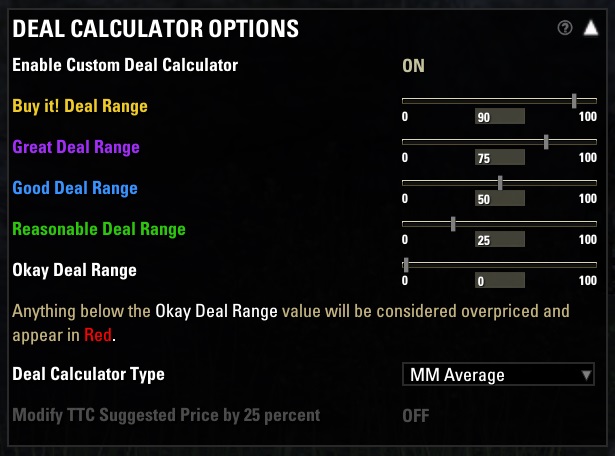 DEAL CALCULATOR OPTIONS ?
Enable Custom Deal Calculator ON
Buy it! Deal Range
0 90 100
Great Deal Range
0 75 100
Good Deal Range
0 50 100
Reasonable Deal Range
0 25 100
Okay Deal Range
0 0 100
Anything below the Okay Deal Range value will be considered overpriced and
appear in Red.
Deal Calculator Type MM Average
Modify TTC Suggested Price by 25 percent OFF